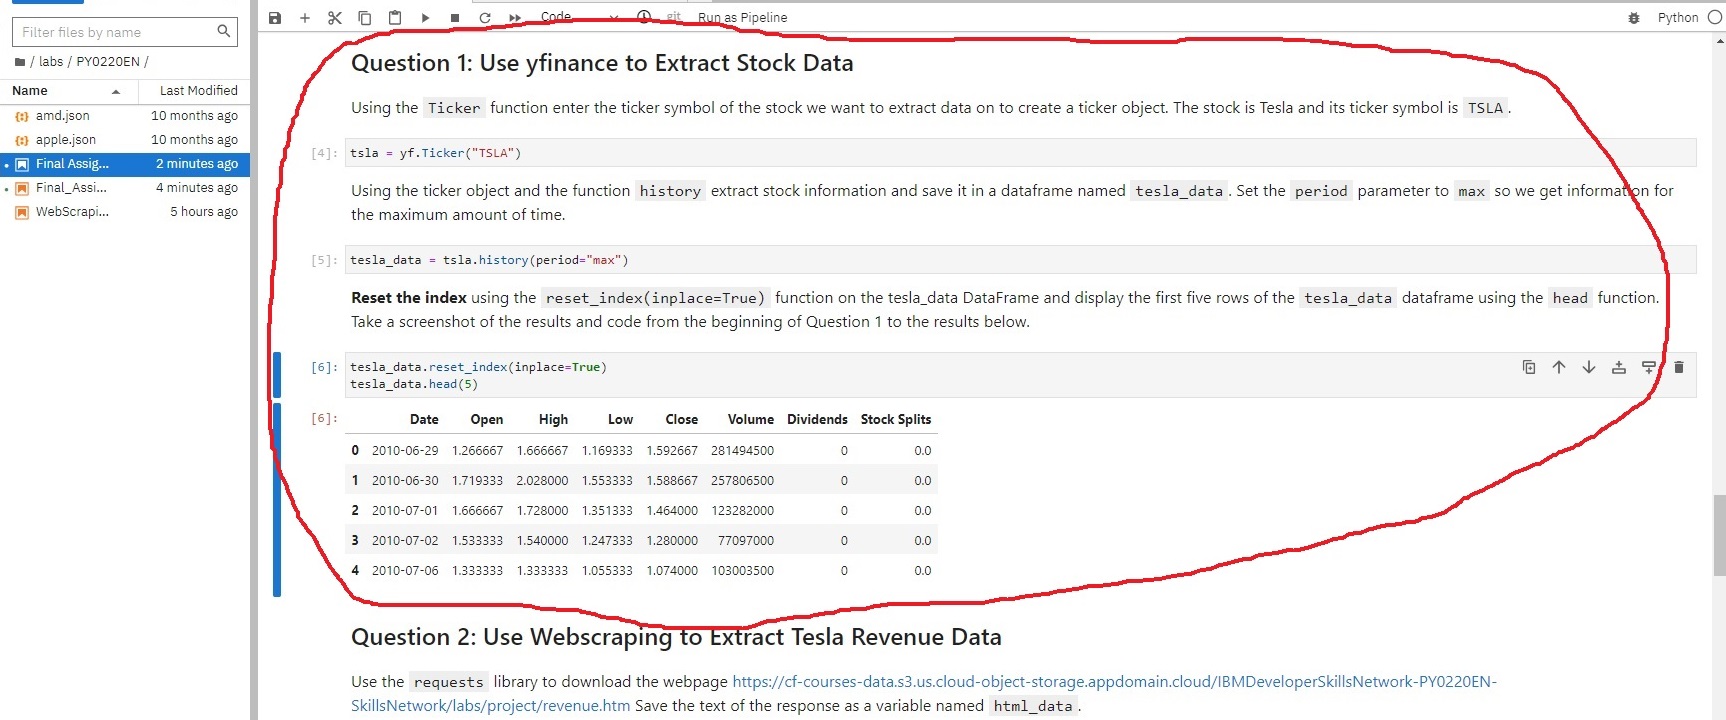 Code
git
Run as Pipeline
Python
Filter files by name
/ labs / PY0220EN /
Name
Last Modified
amd.json
10 months ago
apple.json
10 months ago
Final Assig...
2 minutes ago
Final_Assi...
4 minutes ago
WebScrapi...
5 hours ago
Question 1: Use yfinance to Extract Stock Data
Using the Ticker function enter the ticker symbol of the stock we want to extract data on to create a ticker object. The stock is Tesla and its ticker symbol is TSLA.
[4]: tsla = yf.Ticker("TSLA")
Using the ticker object and the function history extract stock information and save it in a dataframe named tesla_data. Set the period parameter to max so we get information for
the maximum amount of time.
[5]: tesla_data = tsla.history(period="max")
Reset the index using the reset_index(inplace=True) function on the tesla_data DataFrame and display the first five rows of the tesla_data dataframe using the head function.
Take a screenshot of the results and code from the beginning of Question 1 to the results below.
[6]: tesla_data.reset_index(inplace=True)
tesla_data.head(5)
[6]: Date Open High Low Close Volume Dividends Stock Splits
0 2010-06-29 1.266667 1.666667 1.169333 1.592667 281494500 0 0.0
1 2010-06-30 1.719333 2.028000 1.553333 1.588667 257806500 0 0.0
2 2010-07-01 1.666667 1.728000 1.351333 1.464000 123282000 0 0.0
3 2010-07-02 1.533333 1.540000 1.247333 1.280000 77097000 0 0.0
4 2010-07-06 1.333333 1.333333 1.055333 1.074000 103003500 0 0.0
Question 2: Use Webscraping to Extract Tesla Revenue Data
Use the requests library to download the webpage https://cf-courses-data.s3.us.cloud-object-storage.appdomain.cloud/IBMDeveloperSkillsNetwork-PY0220EN-
SkillsNetwork/labs/project/revenue.htm Save the text of the response as a variable named html_data.